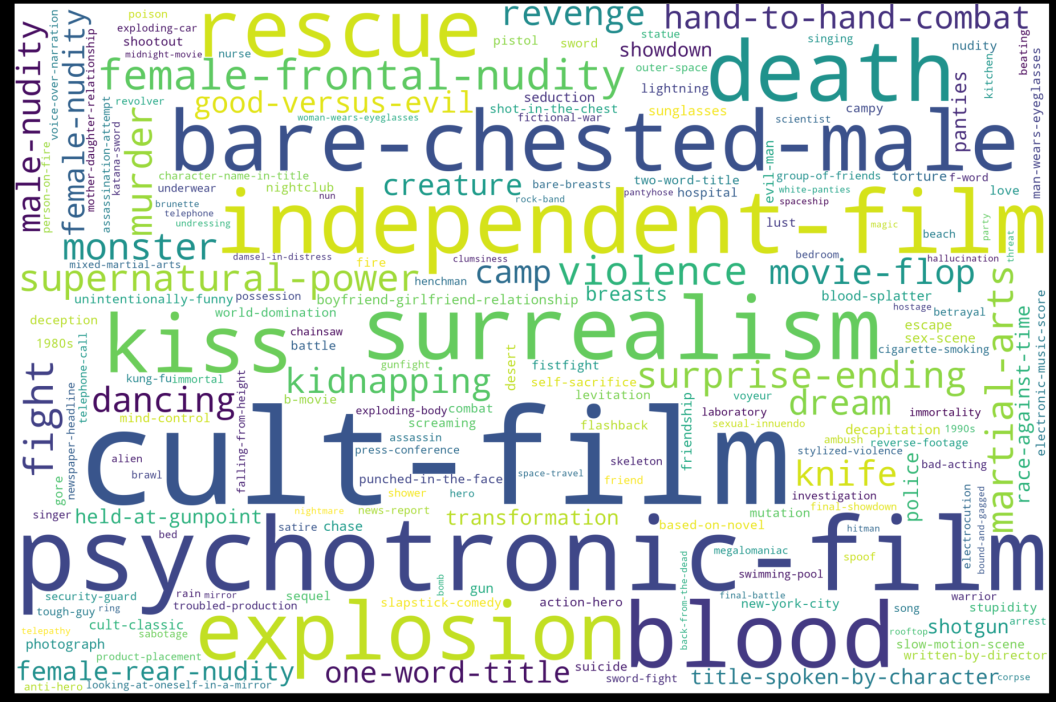 rescue
revenge
hand-to-hand-combat
death
female-frontal-nudity
good-versus-evil
bare-chested-male
male-nudity
female-nudity
voice-over-narration
person-on-fire
mother-daughter-relationship
assassination-attempt
katana-sword
murder
poison
exploding-car
shootout
midnight-movie
nurse
revolver
woman-wears-eyeglasses
pistol
sword
seduction
shot-in-the-chest
fictional-war
statue
showdown
outer-space
lightning
sunglasses
singing
nudity
kitchen
beating
man-wears-eyeglasses
panties
campy
scientist
evil-man
character-name-in-title
underwear
nightclub
nun
brunette
telephone
undressing
creature
bare-breasts
rock-band
two-word-title
pantyhose
hospital
group-of-friends
white-panties
spaceship
torture
f-word
love
lust
magic
beach
party
threat
independent-film
monster
mixed-martial-arts
damsel-in-distress
fire
clumsiness
bedroom
hallucination
supernatural-power
henchman
camp
violence
movie-flop
breasts
unintentionally-funny
possession
boyfriend-girlfriend-relationship
world-domination
blood-splatter
hostage
betrayal
deception
1980s
telephone-call
kiss
chainsaw
battle
surrealism
escape
sex-scene
cigarette-smoking
martial-arts
race-against-time
electronic-music-score
fight
newspaper-headline
kung-fu
immortal
dancing
mind-control
falling-from-height
kidnapping
gunfight
b-movie
desert
fistfight
self-sacrifice
levitation
surprise-ending
voyeur
dream
exploding-body
combat
screaming
flashback
friendship
laboratory
sexual-innuendo
immortality
decapitation
1990s
ambush
reverse-footage
stylized-violence
cult-film
alien
brawl
gore
assassin
press-conference
punched-in-the-face
space-travel
skeleton
shower
hero
friend
knife
bad-acting
police
investigation
final-showdown
mutation
singer
held-at-gunpoint
nightmare
news-report
satire
chase
bed
transformation
based-on-novel
hitman
electrocution
bound-and-gagged
psychotronic-film
megalomaniac
spoof
swimming-pool
back-from-the-dead
security-guard
rain
mirror
tough-guy
ring
troubled-production
sequel
slapstick-comedy
bomb
gun
action-hero
final-battle
new-york-city
song
warrior
stupidity
arrest
telepathy
cult-classic
sabotage
photograph
product-placement
explosion
blood
rooftop
shotgun
slow-motion-scene
written-by-director
female-rear-nudity
one-word-title
suicide
sword-fight
title-spoken-by-character
corpse
anti-hero
looking-at-oneself-in-a-mirror